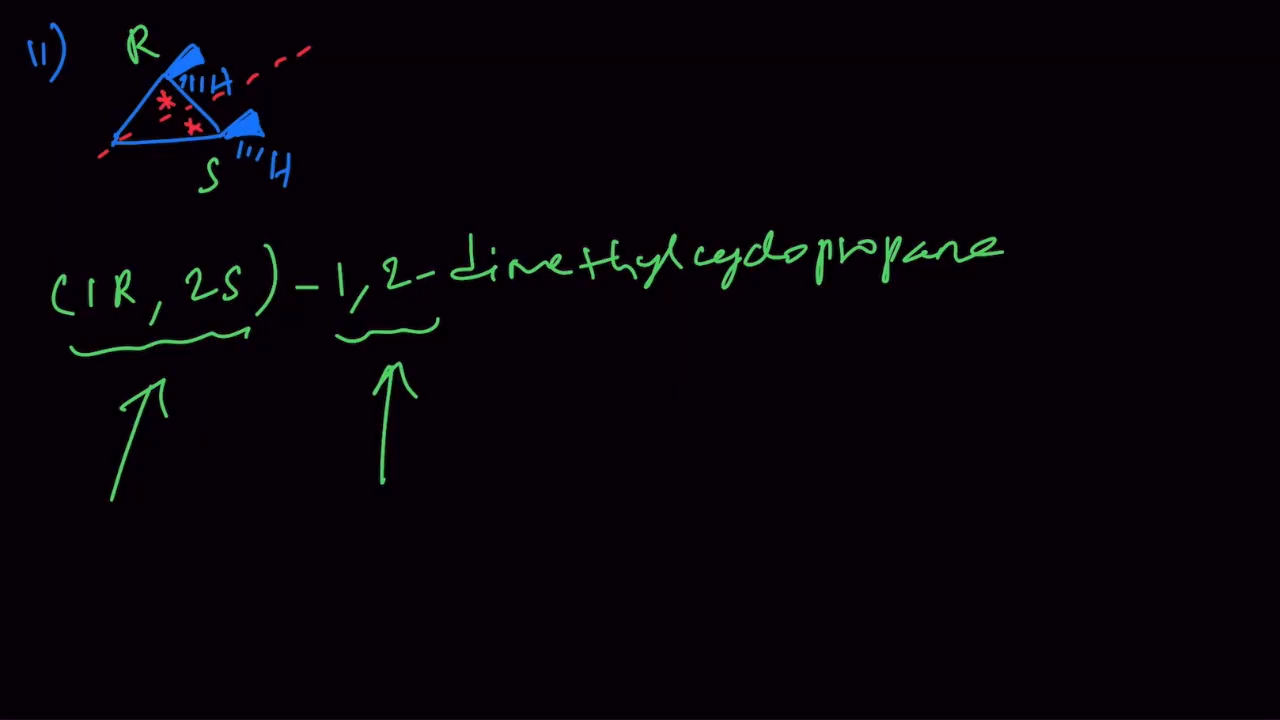 11)
R
H
S
H
(1R, 2S) - 1,2- dimethylcyclopropane